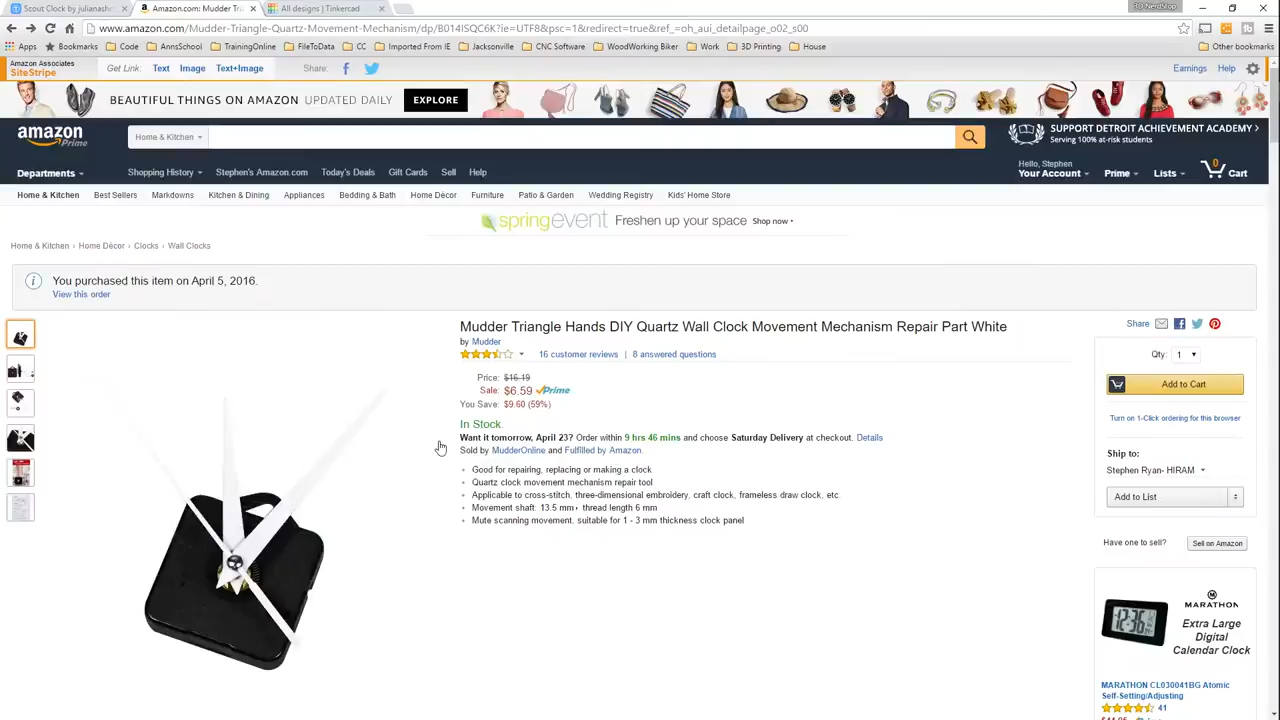 Scout Clock by julianashe
Amazon.com: Mudder Tri
All designs | Tinkercad
3D NerdStop
https://www.amazon.com/Mudder-Triangle-Quartz-Movement-Mechanism/dp/B014ISQC6K?ie=UTF8&psc=1&redirect=true&ref_=oh_aui_detailpage_o02_s00
Apps Bookmarks Code AnnsSchool TrainingOnline FileToData CC Imported From IE Jacksonville CNC Software WoodWorking Biker Work 3D Printing House Other bookmarks
Amazon Associates
SiteStripe
Get Link: Text Image Text+Image Share: Earnings Help
BEAUTIFUL THINGS ON AMAZON UPDATED DAILY EXPLORE
amazon Prime
Home & Kitchen
SUPPORT DETROIT ACHIEVEMENT ACADEMY >
Serving 100% at-risk students
Departments
Shopping History Stephen's Amazon.com Today's Deals Gift Cards Sell Help
Hello, Stephen
Your Account Prime Lists 0 Cart
Home & Kitchen Best Sellers Markdowns Kitchen & Dining Appliances Bedding & Bath Home Décor Furniture Patio & Garden Wedding Registry Kids' Home Store
springevent Freshen up your space Shop now
Home & Kitchen › Home Décor › Clocks › Wall Clocks
You purchased this item on April 5, 2016.
View this order
Mudder Triangle Hands DIY Quartz Wall Clock Movement Mechanism Repair Part White
by Mudder
16 customer reviews | 8 answered questions
Price: $16.19
Sale: $6.59 Prime
You Save: $9.60 (59%)
In Stock.
Want it tomorrow, April 23? Order within 9 hrs 46 mins and choose Saturday Delivery at checkout. Details
Sold by MudderOnline and Fulfilled by Amazon.
Good for repairing, replacing or making a clock
Quartz clock movement mechanism repair tool
Applicable to cross-stitch, three-dimensional embroidery, craft clock, frameless draw clock, etc.
Movement shaft: 13.5 mm, thread length 6 mm
Mute scanning movement, suitable for 1 - 3 mm thickness clock panel
Share
Qty: 1
Add to Cart
Turn on 1-Click ordering for this browser
Ship to:
Stephen Ryan- HIRAM
Add to List
Have one to sell? Sell on Amazon
MARATHON
Extra Large
Digital
Calendar Clock
MARATHON CL030041BG Atomic
Self-Setting/Adjusting
41